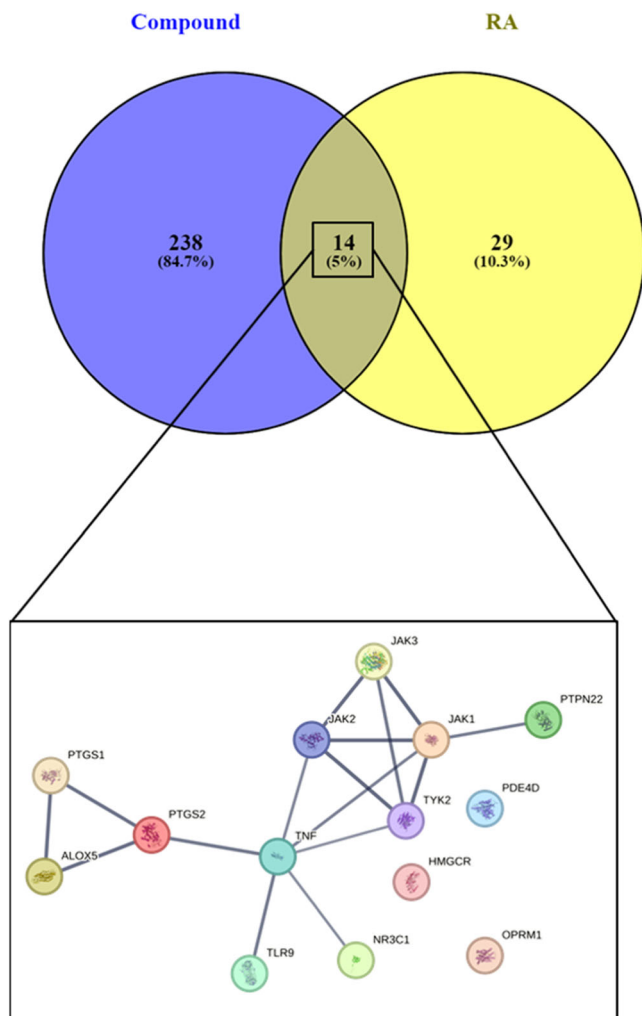 Compound RA
238 14 29
(84.7%) (5%) (10.3%)
JAK3
PTPN22
JAK2 JAK1
PTGS1
PDE4D
TYK2
PTGS2
TNF
ALOX5
HMGCR
NR3C1 OPRM1
TLR9